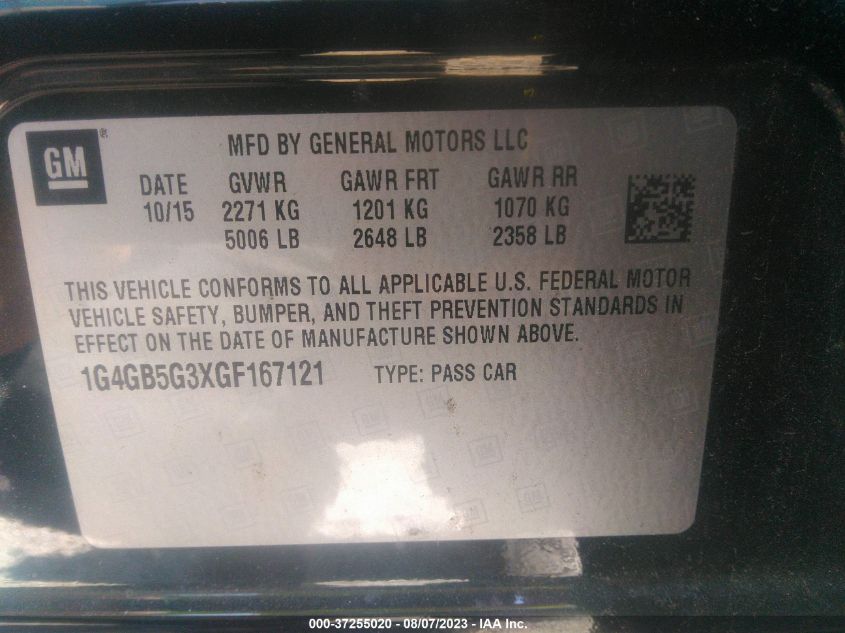 GM®
MFD BY GENERAL MOTORS LLC
DATE GVWR GAWR FRT GAWR RR
10/15 2271 KG 1201 KG 1070 KG
5006 LB 2648 LB 2358 LB
THIS VEHICLE CONFORMS TO ALL APPLICABLE U.S. FEDERAL MOTOR
VEHICLE SAFETY, BUMPER, AND THEFT PREVENTION STANDARDS IN
EFFECT ON THE DATE OF MANUFACTURE SHOWN ABOVE.
1G4GB5G3XGF167121 TYPE: PASS CAR
000-37255020 - 08/07/2023 - IAA Inc.